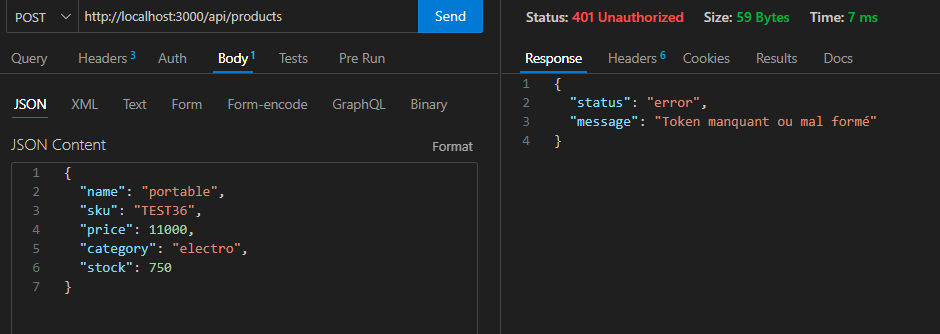 POST http://localhost:3000/api/products Send
Query Headers 3 Auth Body 1 Tests Pre Run
JSON XML Text Form Form-encode GraphQL Binary
JSON Content Format
1 {
2 "name": "portable",
3 "sku": "TEST36",
4 "price": 11000,
5 "category": "electro",
6 "stock": 750
7 }
Status: 401 Unauthorized Size: 59 Bytes Time: 7 ms
Response Headers 6 Cookies Results Docs
1 {
2 "status": "error",
3 "message": "Token manquant ou mal formé"
4 }